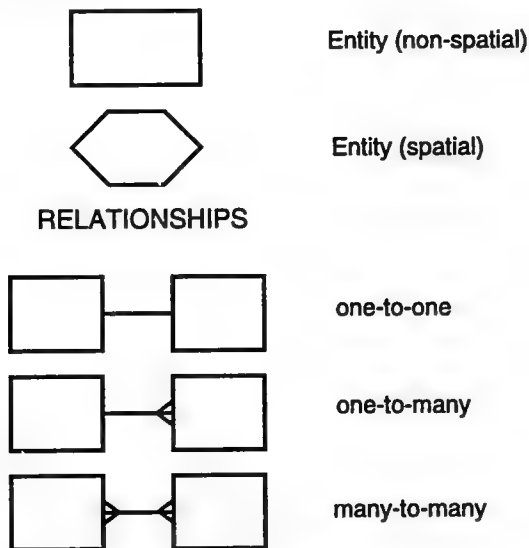 Entity (non-spatial)
Entity (spatial)
RELATIONSHIPS
one-to-one
one-to-many
many-to-many